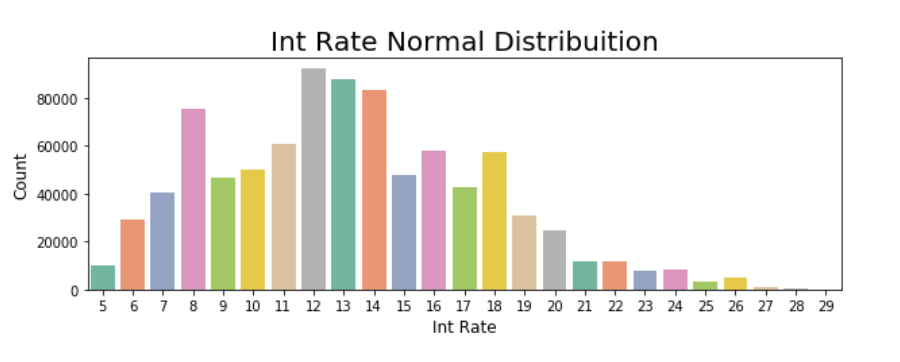 Int Rate Normal Distribuition
Count
80000
60000
40000
20000
0
5 6 7 8 9 10 11 12 13 14 15 16 17 18 19 20 21 22 23 24 25 26 27 28 29
Int Rate